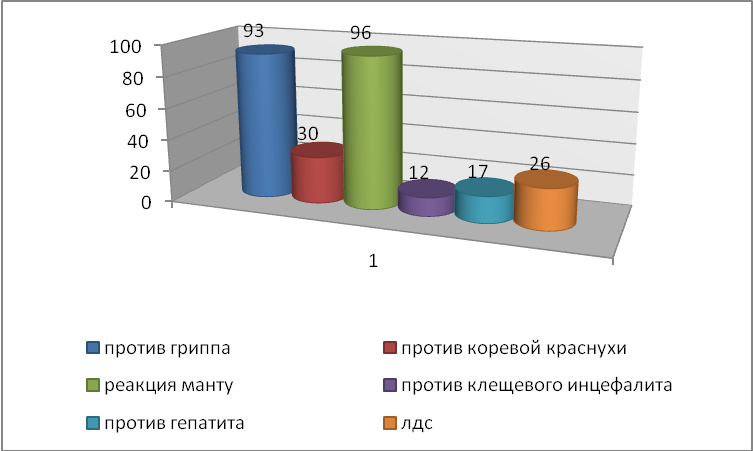 93
96
100
80
60
40
20
0
30
12
17
26
1
против гриппа
против коревой краснухи
реакция манту
против клещевого инцефалита
против гепатита
лдс